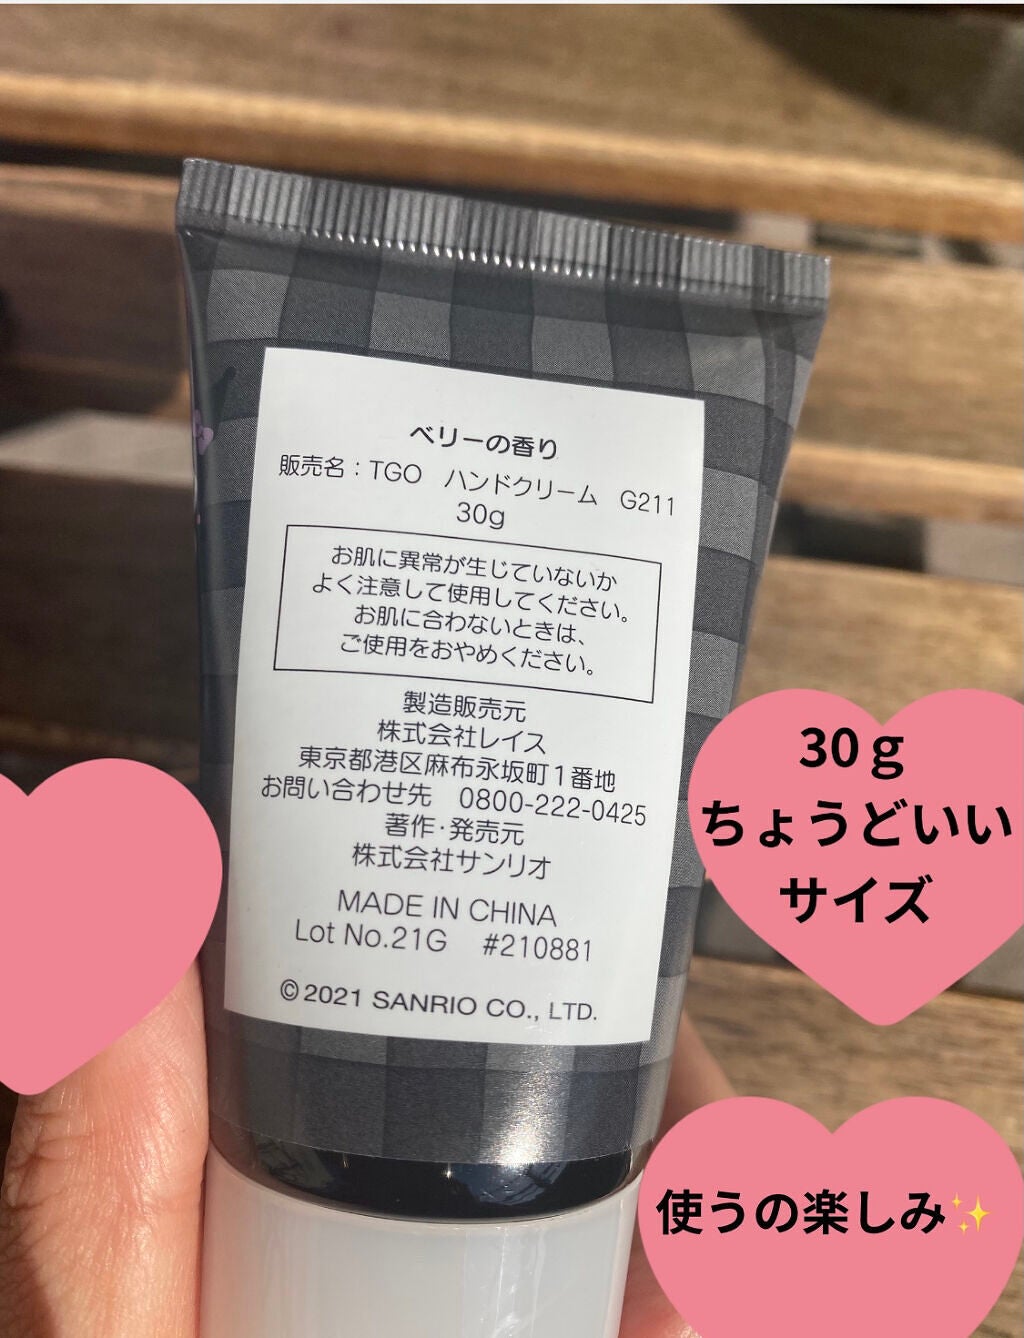 ベリーの香り
販売名：TGO ハンドクリーム G211
30g
お肌に異常が生じていないか
よく注意して使用してください。
お肌に合わないときは、
ご使用をおやめください。
製造販売元
株式会社レイス
東京都港区麻布永坂町1番地
お問い合わせ先 0800-222-0425
著作・発売元
株式会社サンリオ
MADE IN CHINA
Lot No.21G #210881
©2021 SANRIO CO., LTD.
30g
ちょうどいい
サイズ
使うの楽しみ✨